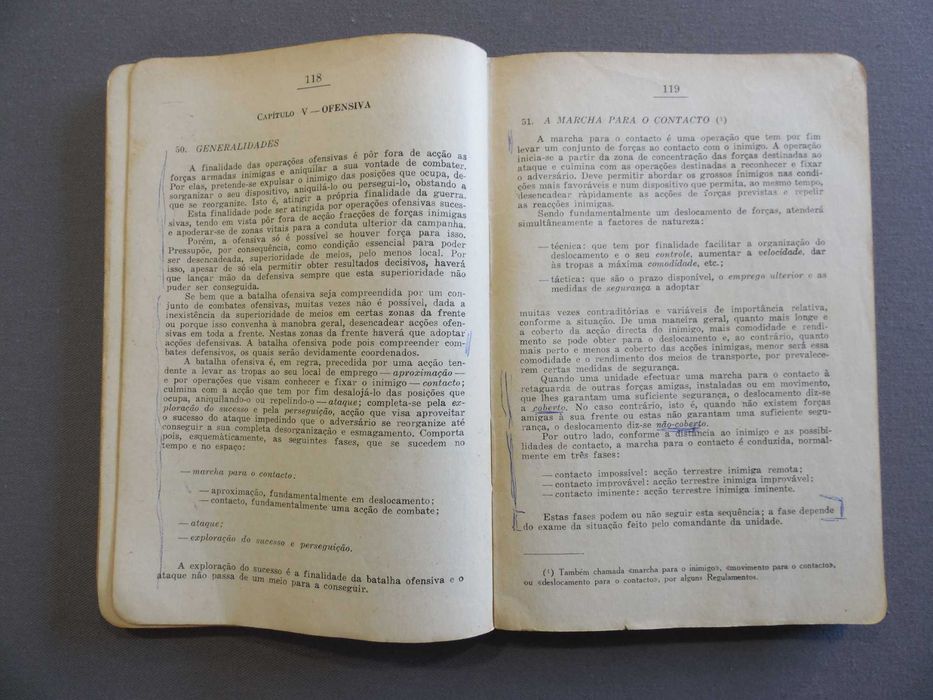 118
CAPÍTULO V — OFENSIVA
50. GENERALIDADES
A finalidade das operações ofensivas é pôr fora de acção as
forças armadas inimigas e aniquilar a sua vontade de combater.
Por elas, pretende-se expulsar o inimigo das posições que ocupa, de-
sorganizar o seu dispositivo, aniquilá-lo ou persegui-lo, obstando a
que se reorganize. Isto é, atingir a própria finalidade da guerra.
Esta finalidade pode ser atingida por operações ofensivas suces-
sivas, tendo em vista pôr fora de acção fracções de forças inimigas
e apoderar-se de zonas vitais para a conduta ulterior da campanha.
Porém, a ofensiva só é possível se houver força para isso.
Pressupõe, por consequência, como condição essencial para poder
ser desencadeada, superioridade de meios, pelo menos local. Por
isso, apesar de só ela permitir obter resultados decisivos, haverá
que lançar mão da defensiva sempre que esta superioridade não
puder ser conseguida.
Se bem que a batalha ofensiva seja compreendida por um con-
junto de combates ofensivos, muitas vezes não é possível, dada a
inexistência da superioridade de meios em certas zonas da frente
ou porque isso convenha à manobra geral, desencadear acções ofen-
sivas em toda a frente. Nestas zonas da frente haverá que adoptar
acções defensivas. A batalha ofensiva pode pois compreender com-
bates defensivos, os quais serão devidamente coordenados.
A batalha ofensiva é, em regra, precedida por uma acção ten-
dente a levar as tropas ao seu local de emprego — aproximação —
e por operações que visam conhecer e fixar o inimigo — contacto;
culmina com a acção que tem por fim desalojá-lo das posições que
ocupa, aniquilando-o ou repelindo-o — ataque; completa-se pela ex-
ploração do sucesso e pela perseguição, acção que visa aproveitar
o sucesso do ataque impedindo que o adversário se reorganize até
conseguir a sua completa desorganização e esmagamento. Comporta
pois, esquemàticamente, as seguintes fases, que se sucedem no
tempo e no espaço:
— marcha para o contacto:
— aproximação, fundamentalmente em deslocamento;
— contacto, fundamentalmente uma acção de combate;
— ataque;
— exploração do sucesso e perseguição.
A exploração do sucesso é a finalidade da batalha ofensiva e o
ataque não passa de um meio para a conseguir.
119
51. A MARCHA PARA O CONTACTO (¹)
A marcha para o contacto é uma operação que tem por fim
levar um conjunto de forças ao contacto com o inimigo. A operação
inicia-se a partir da zona de concentração das forças destinadas ao
ataque e culmina com as operações destinadas a reconhecer e fixar
o adversário. Deve permitir abordar os grossos inimigos nas condi-
ções mais favoráveis e num dispositivo que permita, ao mesmo tempo,
desencadear ràpidamente as acções de forças previstas e repelir
as reacções inimigas.
Sendo fundamentalmente um deslocamento de forças, atenderá
simultâneamente a factores de natureza:
— técnica: que tem por finalidade facilitar a organização do
deslocamento e o seu controle, aumentar a velocidade, dar
às tropas a máxima comodidade, etc.;
— táctica: que são o prazo disponível, o emprego ulterior e as
medidas de segurança a adoptar
muitas vezes contraditórias e variáveis de importância relativa,
conforme a situação. De uma maneira geral, quanto mais longe e
a coberto da acção directa do inimigo, mais comodidade e rendi-
mento se pode obter para o deslocamento e, ao contrário, quanto
mais perto e menos a coberto das acções inimigas, menor será essa
comodidade e o rendimento dos meios de transporte, por prevalece-
rem certas medidas de segurança.
Quando uma unidade efectuar uma marcha para o contacto à
retaguarda de outras forças amigas, instaladas ou em movimento,
que lhes garantam uma suficiente segurança, o deslocamento diz-se
a coberto. No caso contrário, isto é, quando não existem forças
amigas à sua frente ou estas não garantam uma suficiente segu-
rança, o deslocamento diz-se não-coberto.
Por outro lado, conforme a distância ao inimigo e as possibi-
lidades de contacto, a marcha para o contacto é conduzida, normal-
mente em três fases:
— contacto impossível: acção terrestre inimiga remota;
— contacto improvável: acção terrestre inimiga improvável;
— contacto iminente: acção terrestre inimiga iminente.
Estas fases podem ou não seguir esta sequência; a fase depende
do exame da situação feito pelo comandante da unidade.
(¹) Também chamada «marcha para o inimigo», «movimento para o contacto»,
ou «deslocamento para o contacto», por alguns Regulamentos.